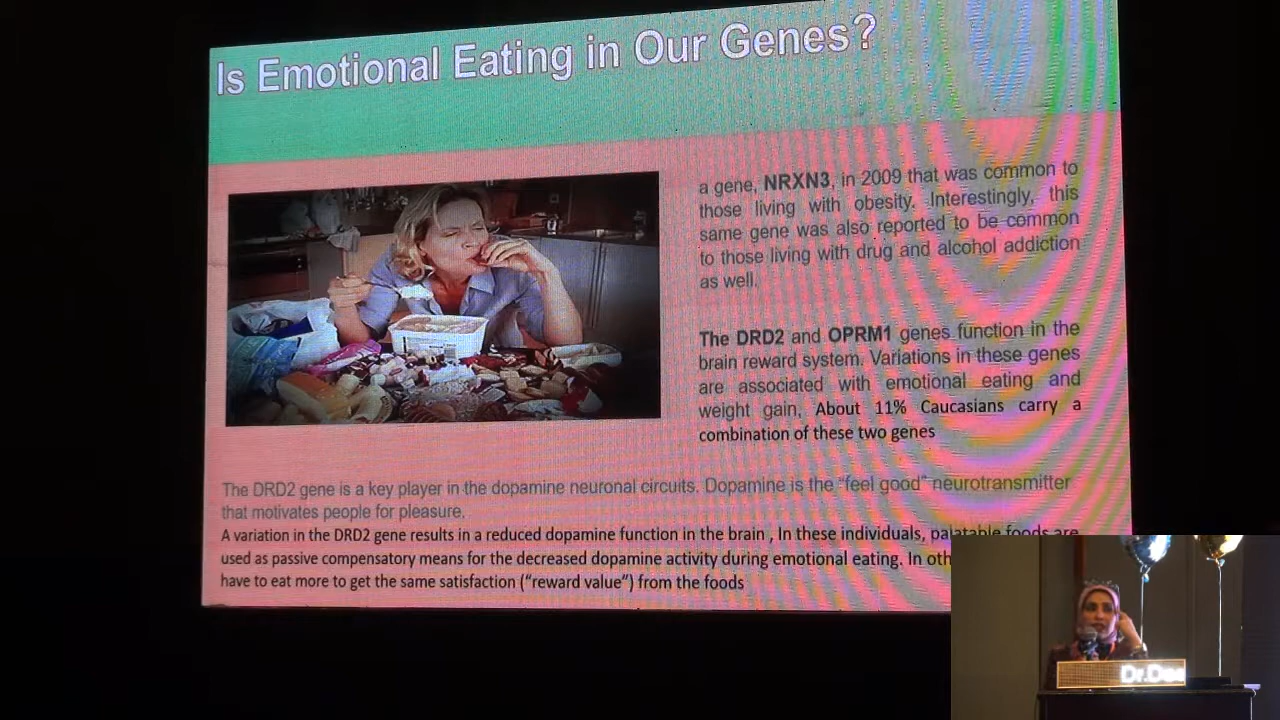 Is Emotional Eating in Our Genes?
a gene, NRXN3, in 2009 that was common to
those living with obesity. Interestingly, this
same gene was also reported to be common
to those living with drug and alcohol addiction
as well.
The DRD2 and OPRM1 genes function in the
brain reward system. Variations in these genes
are associated with emotional eating and
weight gain, About 11% Caucasians carry a
combination of these two genes
The DRD2 gene is a key player in the dopamine neuronal circuits. Dopamine is the “feel good” neurotransmitter
that motivates people for pleasure.
A variation in the DRD2 gene results in a reduced dopamine function in the brain , In these individuals, palatable foods are
used as passive compensatory means for the decreased dopamine activity during emotional eating. In
have to eat more to get the same satisfaction (“reward value”) from the foods
Dr.